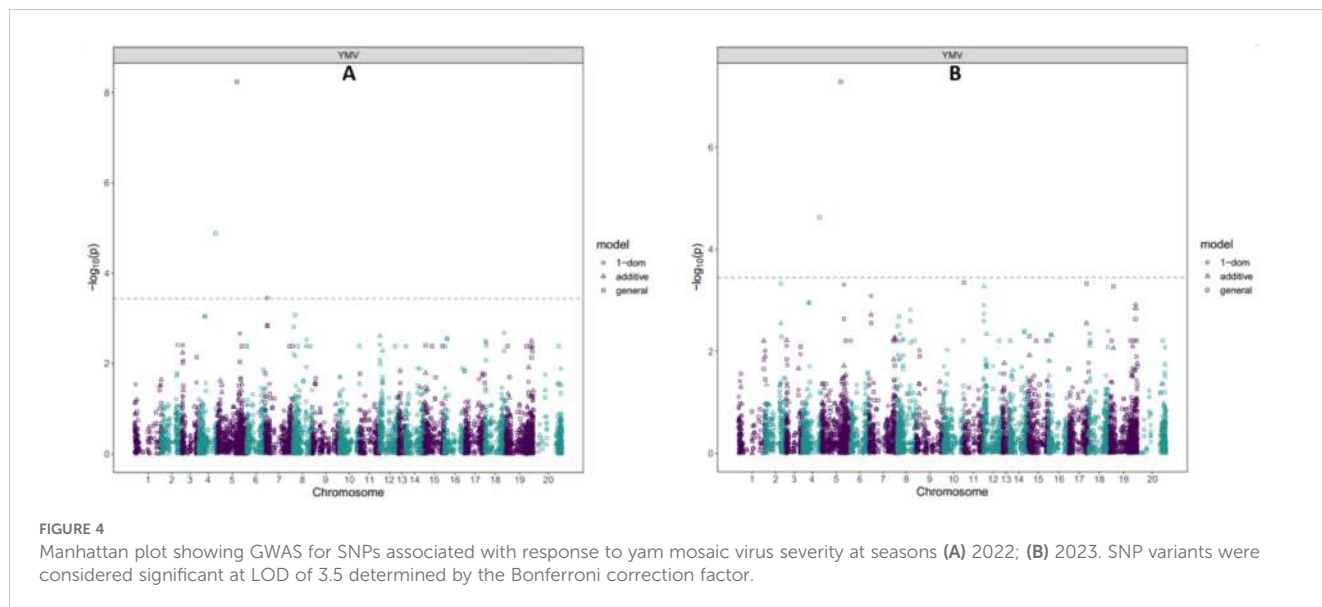 YMV
A
8
6
4
2
0
−log₁₀(p)
1 2 3 4 5 6 7 8 9 10 11 12 13 14 15 16 17 18 19 20
Chromosome
model
1-dom
additive
general
YMV
B
6
4
2
0
−log₁₀(p)
1 2 3 4 5 6 7 8 9 10 11 12 13 14 15 16 17 18 19 20
Chromosome
model
1-dom
additive
general
FIGURE 4
Manhattan plot showing GWAS for SNPs associated with response to yam mosaic virus severity at seasons (A) 2022; (B) 2023. SNP variants were
considered significant at LOD of 3.5 determined by the Bonferroni correction factor.